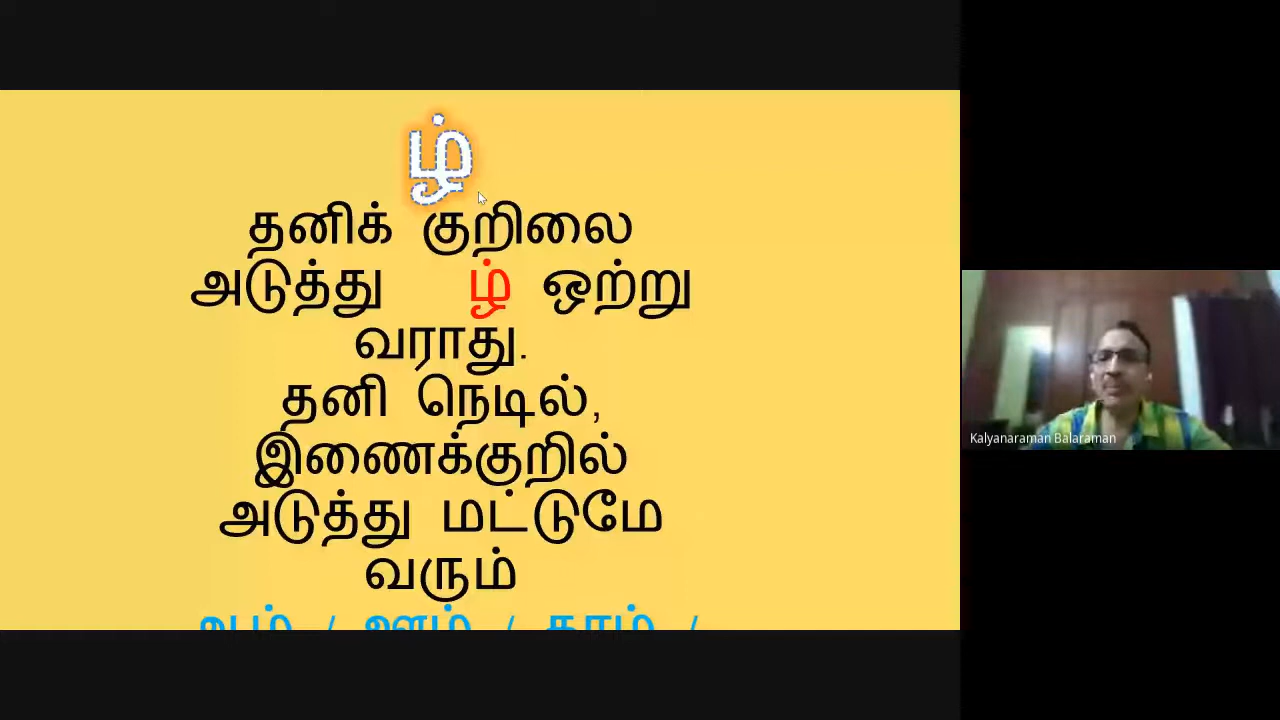 ழ்
தனிக் குறிலை
அடுத்து ழ் ஒற்று
வராது.
தனி நெடில்,
இணைக்குறில்
அடுத்து மட்டுமே
வரும்
Kalyanaraman Balaraman